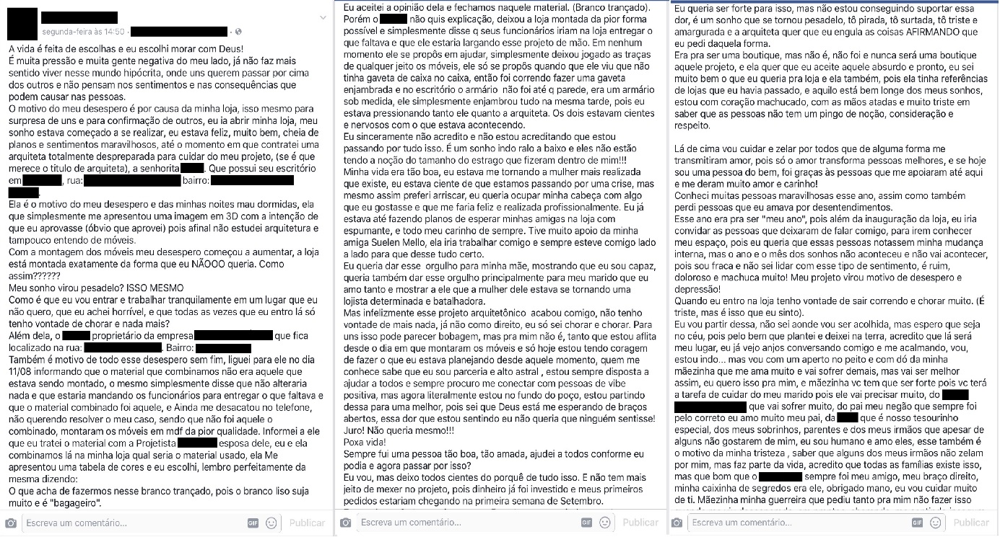 segunda-feira às 14:50 ·
A vida é feita de escolhas e eu escolhi morar com Deus!
É muita pressão e muita gente negativa do meu lado, já não faz mais
sentido viver nesse mundo hipócrita, onde uns querem passar por cima
dos outros e não pensam nos sentimentos e nas consequências que
podem causar nas pessoas.
O motivo do meu desespero é por causa da minha loja, isso mesmo para
surpresa de uns e para confirmação de outros, eu ia abrir minha loja, meu
sonho estava começado a se realizar, eu estava feliz, muito bem, cheia de
planos e sentimentos maravilhosos, até o momento em que contratei uma
arquiteta totalmente despreparada para cuidar do meu projeto, (se é que
merece o titulo de arquiteta), a senhorita . Que possui seu escritório
em , rua: bairro:
.
Ela é o motivo do meu desespero e das minhas noites mau dormidas, ela
que simplesmente me apresentou uma imagem em 3D com a intenção de
que eu aprovasse (óbvio que aprovei) pois afinal não estudei arquitetura e
tampouco entendo de móveis.
Com a montagem dos móveis meu desespero começou a aumentar, a loja
está montada exatamente da forma que eu NÃOOO queria. Como
assim??????
Meu sonho virou pesadelo? ISSO MESMO
Como é que eu vou entrar e trabalhar tranquilamente em um lugar que eu
não quero, que eu achei horrível, e que todas as vezes que eu entro lá só
tenho vontade de chorar e nada mais?
Além dela, o proprietário da empresa que fica
localizado na rua: . Bairro:
Também é motivo de todo esse desespero sem fim, liguei para ele no dia
11/08 informando que o material que combinamos não era aquele que
estava sendo montado, o mesmo simplesmente disse que não alteraria
nada e que estaria mandando os funcionários para entregar o que faltava e
que o material combinado foi aquele, e Ainda me desacatou no telefone,
não querendo resolver o meu caso, sendo que não foi aquele o
combinado, montaram os móveis em mdf da pior qualidade. Informei a ele
que eu tratei o material com a Projetista esposa dele, eu e ela
combinamos lá na minha loja qual seria o material usado, ela Me
apresentou uma tabela de cores e eu escolhi, lembro perfeitamente da
mesma dizendo:
O que acha de fazermos nesse branco trançado, pois o branco liso suja
muito e é "bagageiro".
Escreva um comentário...
GIF
Publicar
Eu aceitei a opinião dela e fechamos naquele material. (Branco trançado).
Porém o não quis explicação, deixou a loja montada da pior forma
possível e simplesmente disse q seus funcionários iriam na loja entregar o
que faltava e que ele estaria largando esse projeto de mão. Em nenhum
momento ele se propôs em ajudar, simplesmente deixou jogado as traças
de qualquer jeito os móveis, ele só se propôs quando que ele viu que não
tinha gaveta de caixa no caixa, então foi correndo fazer uma gaveta
enjambrada e no escritório o armário não foi até q parede, era um armário
sob medida, ele simplesmente enjambrou tudo na mesma tarde, pois eu
estava pressionando tanto ele quanto a arquiteta. Os dois estavam cientes
e nervosos com o que estava acontecendo.
Eu sinceramente não acredito e não estou acreditando que estou
passando por tudo isso. É um sonho indo ralo a baixo e eles não estão
tendo a noção do tamanho do estrago que fizeram dentro de mim!!!
Minha vida era tão boa, eu estava me tornando a mulher mais realizada
que existe, eu estava ciente de que estamos passando por uma crise, mas
mesmo assim preferi arriscar, eu queria ocupar minha cabeça com algo
que eu gostasse e que me faria feliz e realizada profissionalmente. Eu já
estava até fazendo planos de esperar minhas amigas na loja com
espumante, e todo meu carinho de sempre. Tive muito apoio da minha
amiga Suelen Mello, ela iria trabalhar comigo e sempre esteve comigo lado
a lado para que desse tudo certo.
Eu queria dar esse orgulho para minha mãe, mostrando que eu sou capaz,
queria também dar esse orgulho principalmente para meu marido que eu
amo tanto e mostrar a ele que a mulher dele estava se tornando uma
lojista determinada e batalhadora.
Mas infelizmente esse projeto arquitetônico acabou comigo, não tenho
vontade de mais nada, já não como direito, eu só sei chorar e chorar. Para
uns isso pode parecer bobagem, mas pra mim não é, tanto que estou aflita
desde o dia em que montaram os móveis e só hoje estou tendo coragem
de fazer o que eu estava planejando desde aquele momento, quem me
conhece sabe que eu sou parceria e alto astral , estou sempre disposta a
ajudar a todos e sempre procuro me conectar com pessoas de vibe
positiva, mas agora literalmente estou no fundo do poço, estou partindo
dessa para uma melhor, pois sei que Deus está me esperando de braços
abertos, essa dor que estou sentindo eu não queria que ninguém sentisse!
Juro! Não queria mesmo!!!
Poxa vida!
Sempre fui uma pessoa tão boa, tão amada, ajudei a todos conforme eu
podia e agora passar por isso?
Eu vou, mas deixo todos cientes do porquê de tudo isso. E não tem mais
jeito de mexer no projeto, pois dinheiro já foi investido e meus primeiros
pedidos estariam chegando na primeira semana de Setembro.
Escreva um comentário...
GIF
Publicar
Eu queria ser forte para isso, mas não estou conseguindo suportar essa
dor, é um sonho que se tornou pesadelo, tô pirada, tô surtada, tô triste e
amargurada e a arquiteta quer que eu engula as coisas AFIRMANDO que
eu pedi daquela forma.
Era pra ser uma boutique, mas não é, não foi e nunca será uma boutique
aquele projeto, e ela quer que eu aceite aquele absurdo e pronto, eu sei
muito bem o que eu queria pra loja e ela também, pois ela tinha referências
de lojas que eu havia passado, e aquilo está bem longe dos meus sonhos,
estou com coração machucado, com as mãos atadas e muito triste em
saber que as pessoas não tem um pingo de noção, consideração e
respeito.
Lá de cima vou cuidar e zelar por todos que de alguma forma me
transmitiram amor, pois só o amor transforma pessoas melhores, e se hoje
sou uma pessoa do bem, foi graças às pessoas que me apoiaram até aqui
e me deram muito amor e carinho!
Conheci muitas pessoas maravilhosas esse ano, assim como também
perdi pessoas que eu amava por desentendimentos.
Esse ano era pra ser "meu ano", pois além da inauguração da loja, eu iria
convidar as pessoas que deixaram de falar comigo, para irem conhecer
meu espaço, pois eu queria que essas pessoas notassem minha mudança
interna, mas o ano e o mês dos sonhos não aconteceu e não vai acontecer,
pois sou fraca e não sei lidar com esse tipo de sentimento, é ruim,
doloroso e machuca muito! Meu projeto virou motivo de desespero e
depressão!
Quando eu entro na loja tenho vontade de sair correndo e chorar muito. (É
triste, mas é isso que eu sinto).
Eu vou partir dessa, não sei aonde vou ser acolhida, mas espero que seja
no céu, pois pelo bem que plantei e deixei na terra, acredito que lá será
meu lugar, eu já vejo anjos conversando comigo e me acalmando, vou,
estou indo... mas vou com um aperto no peito e com dó da minha
mãezinha que me ama muito e vai sofrer demais, mas vai ser melhor
assim, eu quero isso pra mim, e mãezinha vc tem que ser forte pois vc terá
a tarefa de cuidar do meu marido pois ele vai precisar muito, do
que vai sofrer muito, do pai meu negão que sempre foi
pelo correto eu amo muito meu pai, da que é nosso tesourinho
especial, dos meus sobrinhos, parentes e dos meus irmãos que apesar de
alguns não gostarem de mim, eu sou humano e amo eles, esse também é
o motivo da minha tristeza , saber que alguns dos meus irmãos não zelam
por mim, mas faz parte da vida, acredito que todas as famílias existe isso,
mas que bom que o sempre foi meu amigo, meu braço direito,
minha caixinha de segredos era ele, obrigado mano, eu vou cuidar muito
de ti. Mãezinha minha guerreira que pediu tanto pra mim não fazer isso
Escreva um comentário...
GIF
Publicar